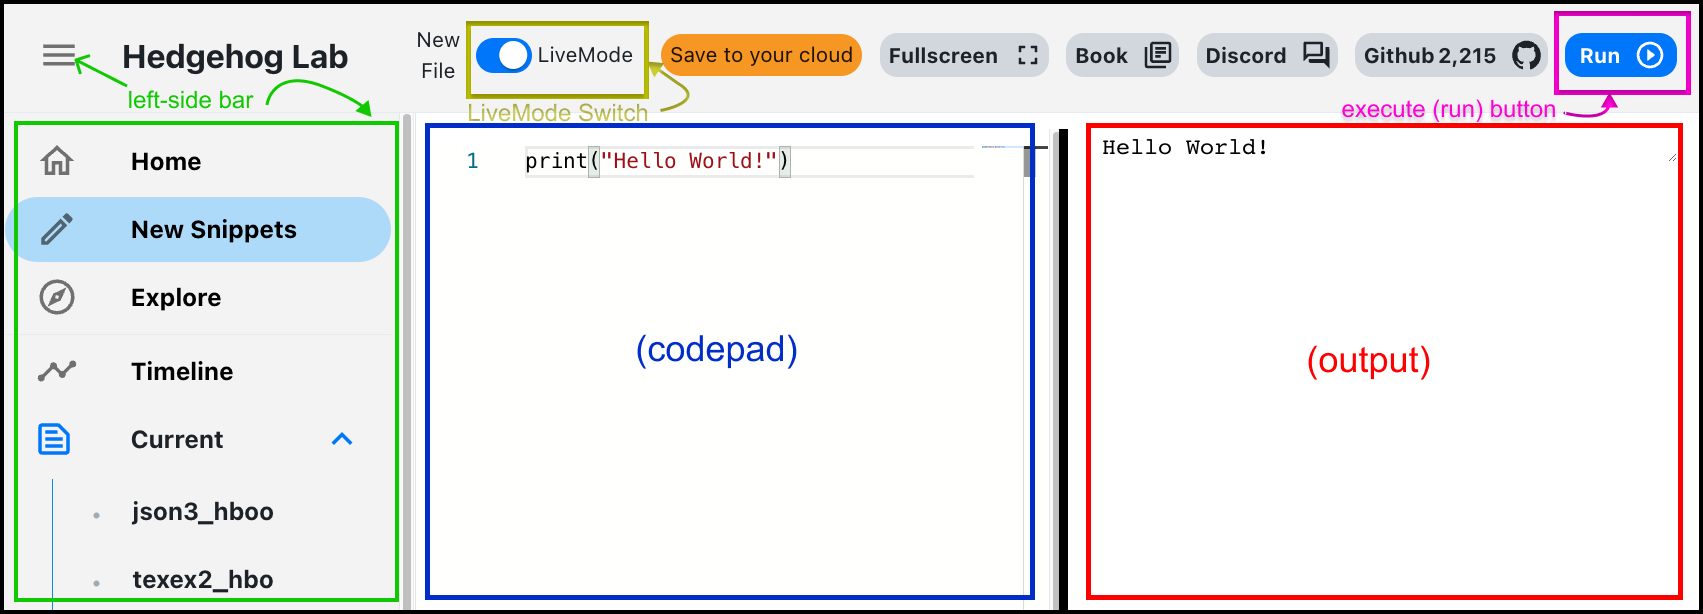 Hedgehog Lab
New
File
LiveMode
Save to your cloud
Fullscreen
Book
Discord
Github 2,215
Run
left-side bar
LiveMode Switch
execute (run) button
Home
New Snippets
Explore
Timeline
Current
json3_hboo
texex2_hbo
1 print("Hello World!")
(codepad)
Hello World!
(output)